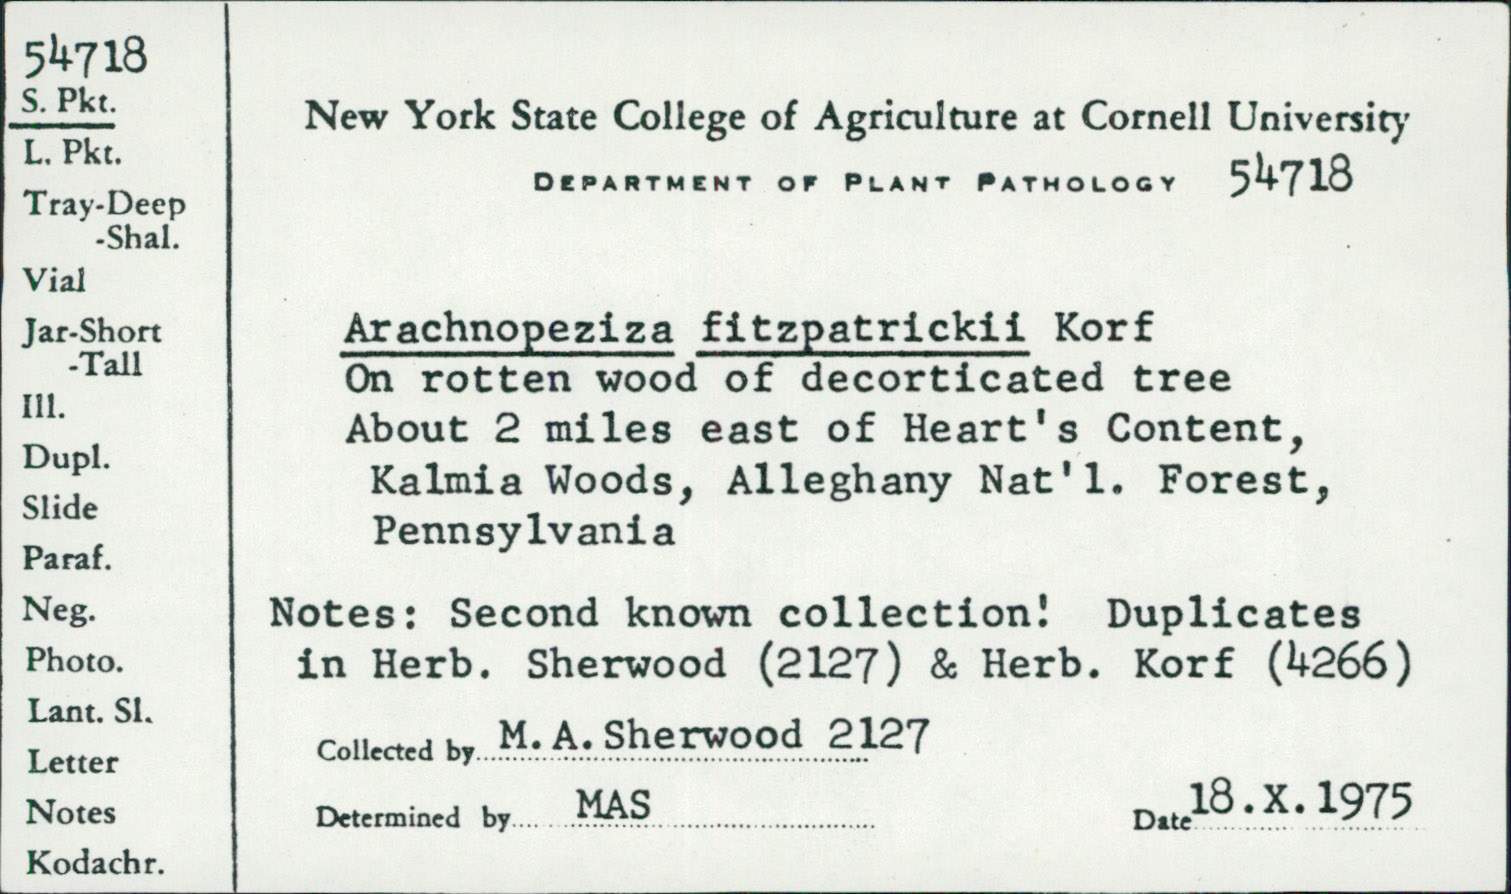 54718
S. Pkt.
L. Pkt.
Tray-Deep
-Shal.
Vial
Jar-Short
-Tall
Ill.
Dupl.
Slide
Paraf.
Neg.
Photo.
Lant. Sl.
Letter
Notes
Kodachr.
New York State College of Agriculture at Cornell University
DEPARTMENT OF PLANT PATHOLOGY 54718
Arachnopeziza fitzpatrickii Korf
On rotten wood of decorticated tree
About 2 miles east of Heart's Content,
Kalmia Woods, Alleghany Nat'l. Forest,
Pennsylvania
Notes: Second known collection! Duplicates
in Herb. Sherwood (2127) & Herb. Korf (4266)
Collected by M.A. Sherwood 2127
Determined by MAS
Date 18.X.1975